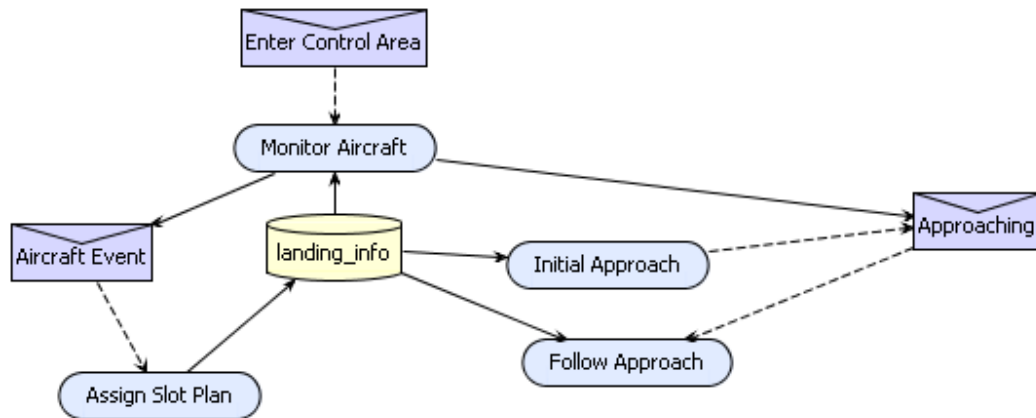 Enter Control Area
Monitor Aircraft
Approaching
Aircraft Event
landing_info
Initial Approach
Follow Approach
Assign Slot Plan